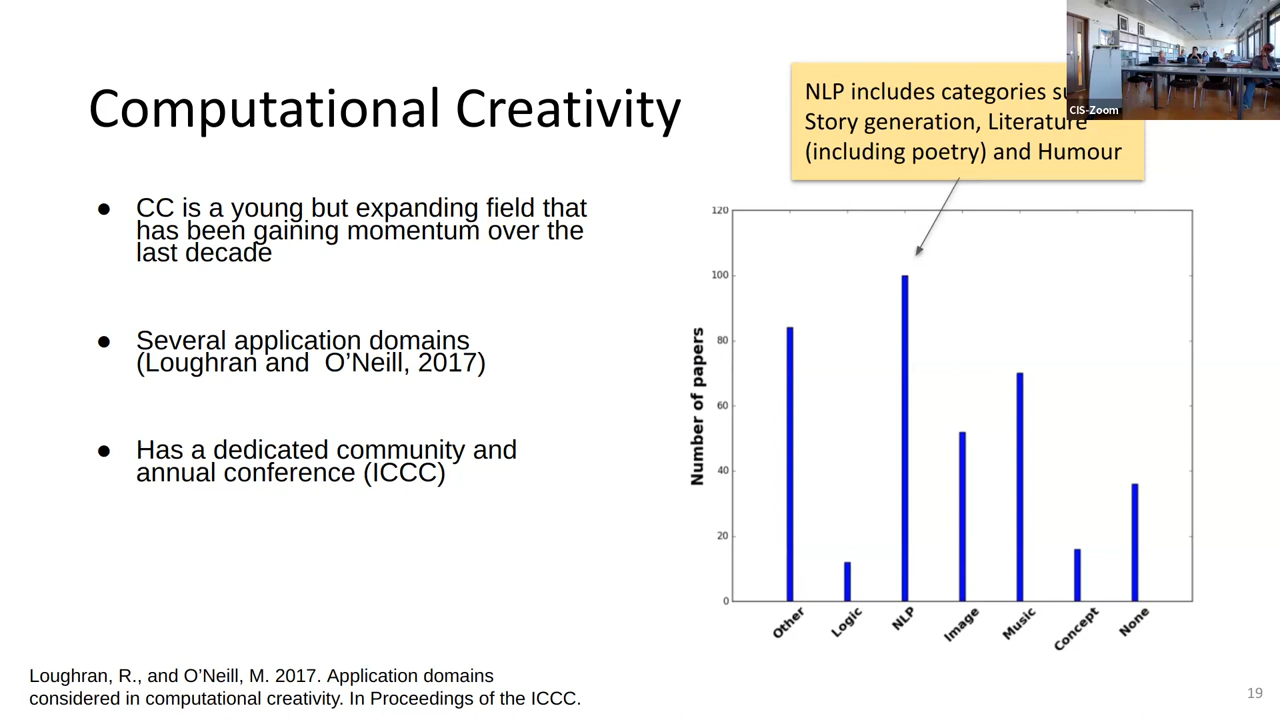 Computational Creativity
NLP includes categories
Story generation, Literature
(including poetry) and Humour
CIS-Zoom
● CC is a young but expanding field that
has been gaining momentum over the
last decade
● Several application domains
(Loughran and O’Neill, 2017)
● Has a dedicated community and
annual conference (ICCC)
120
100
80
60
40
20
0
Number of papers
Other
Logic
NLP
Image
Music
Concept
None
Loughran, R., and O’Neill, M. 2017. Application domains
considered in computational creativity. In Proceedings of the ICCC.
19